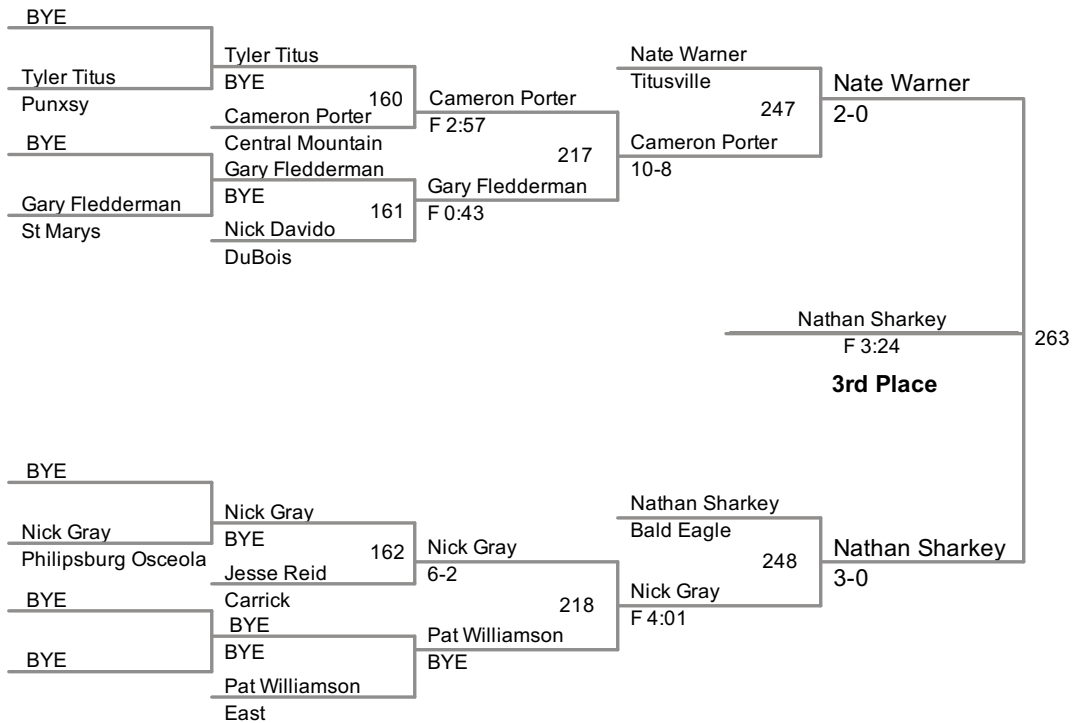 BYE
Tyler Titus
Punxsy
BYE
Gary Fledderman
St Marys
Tyler Titus
BYE
160
Cameron Porter
Central Mountain
Gary Fledderman
BYE
161
Nick Davido
DuBois
Cameron Porter
F 2:57
217
Gary Fledderman
F 0:43
Nate Warner
Titusville
247
Cameron Porter
10-8
Nate Warner
2-0
Nathan Sharkey
F 3:24
3rd Place
263
BYE
Nick Gray
Philipsburg Osceola
BYE
BYE
Nick Gray
BYE
162
Jesse Reid
Carrick
BYE
BYE
Pat Williamson
East
Nick Gray
6-2
218
Pat Williamson
BYE
Nathan Sharkey
Bald Eagle
248
Nick Gray
F 4:01
Nathan Sharkey
3-0